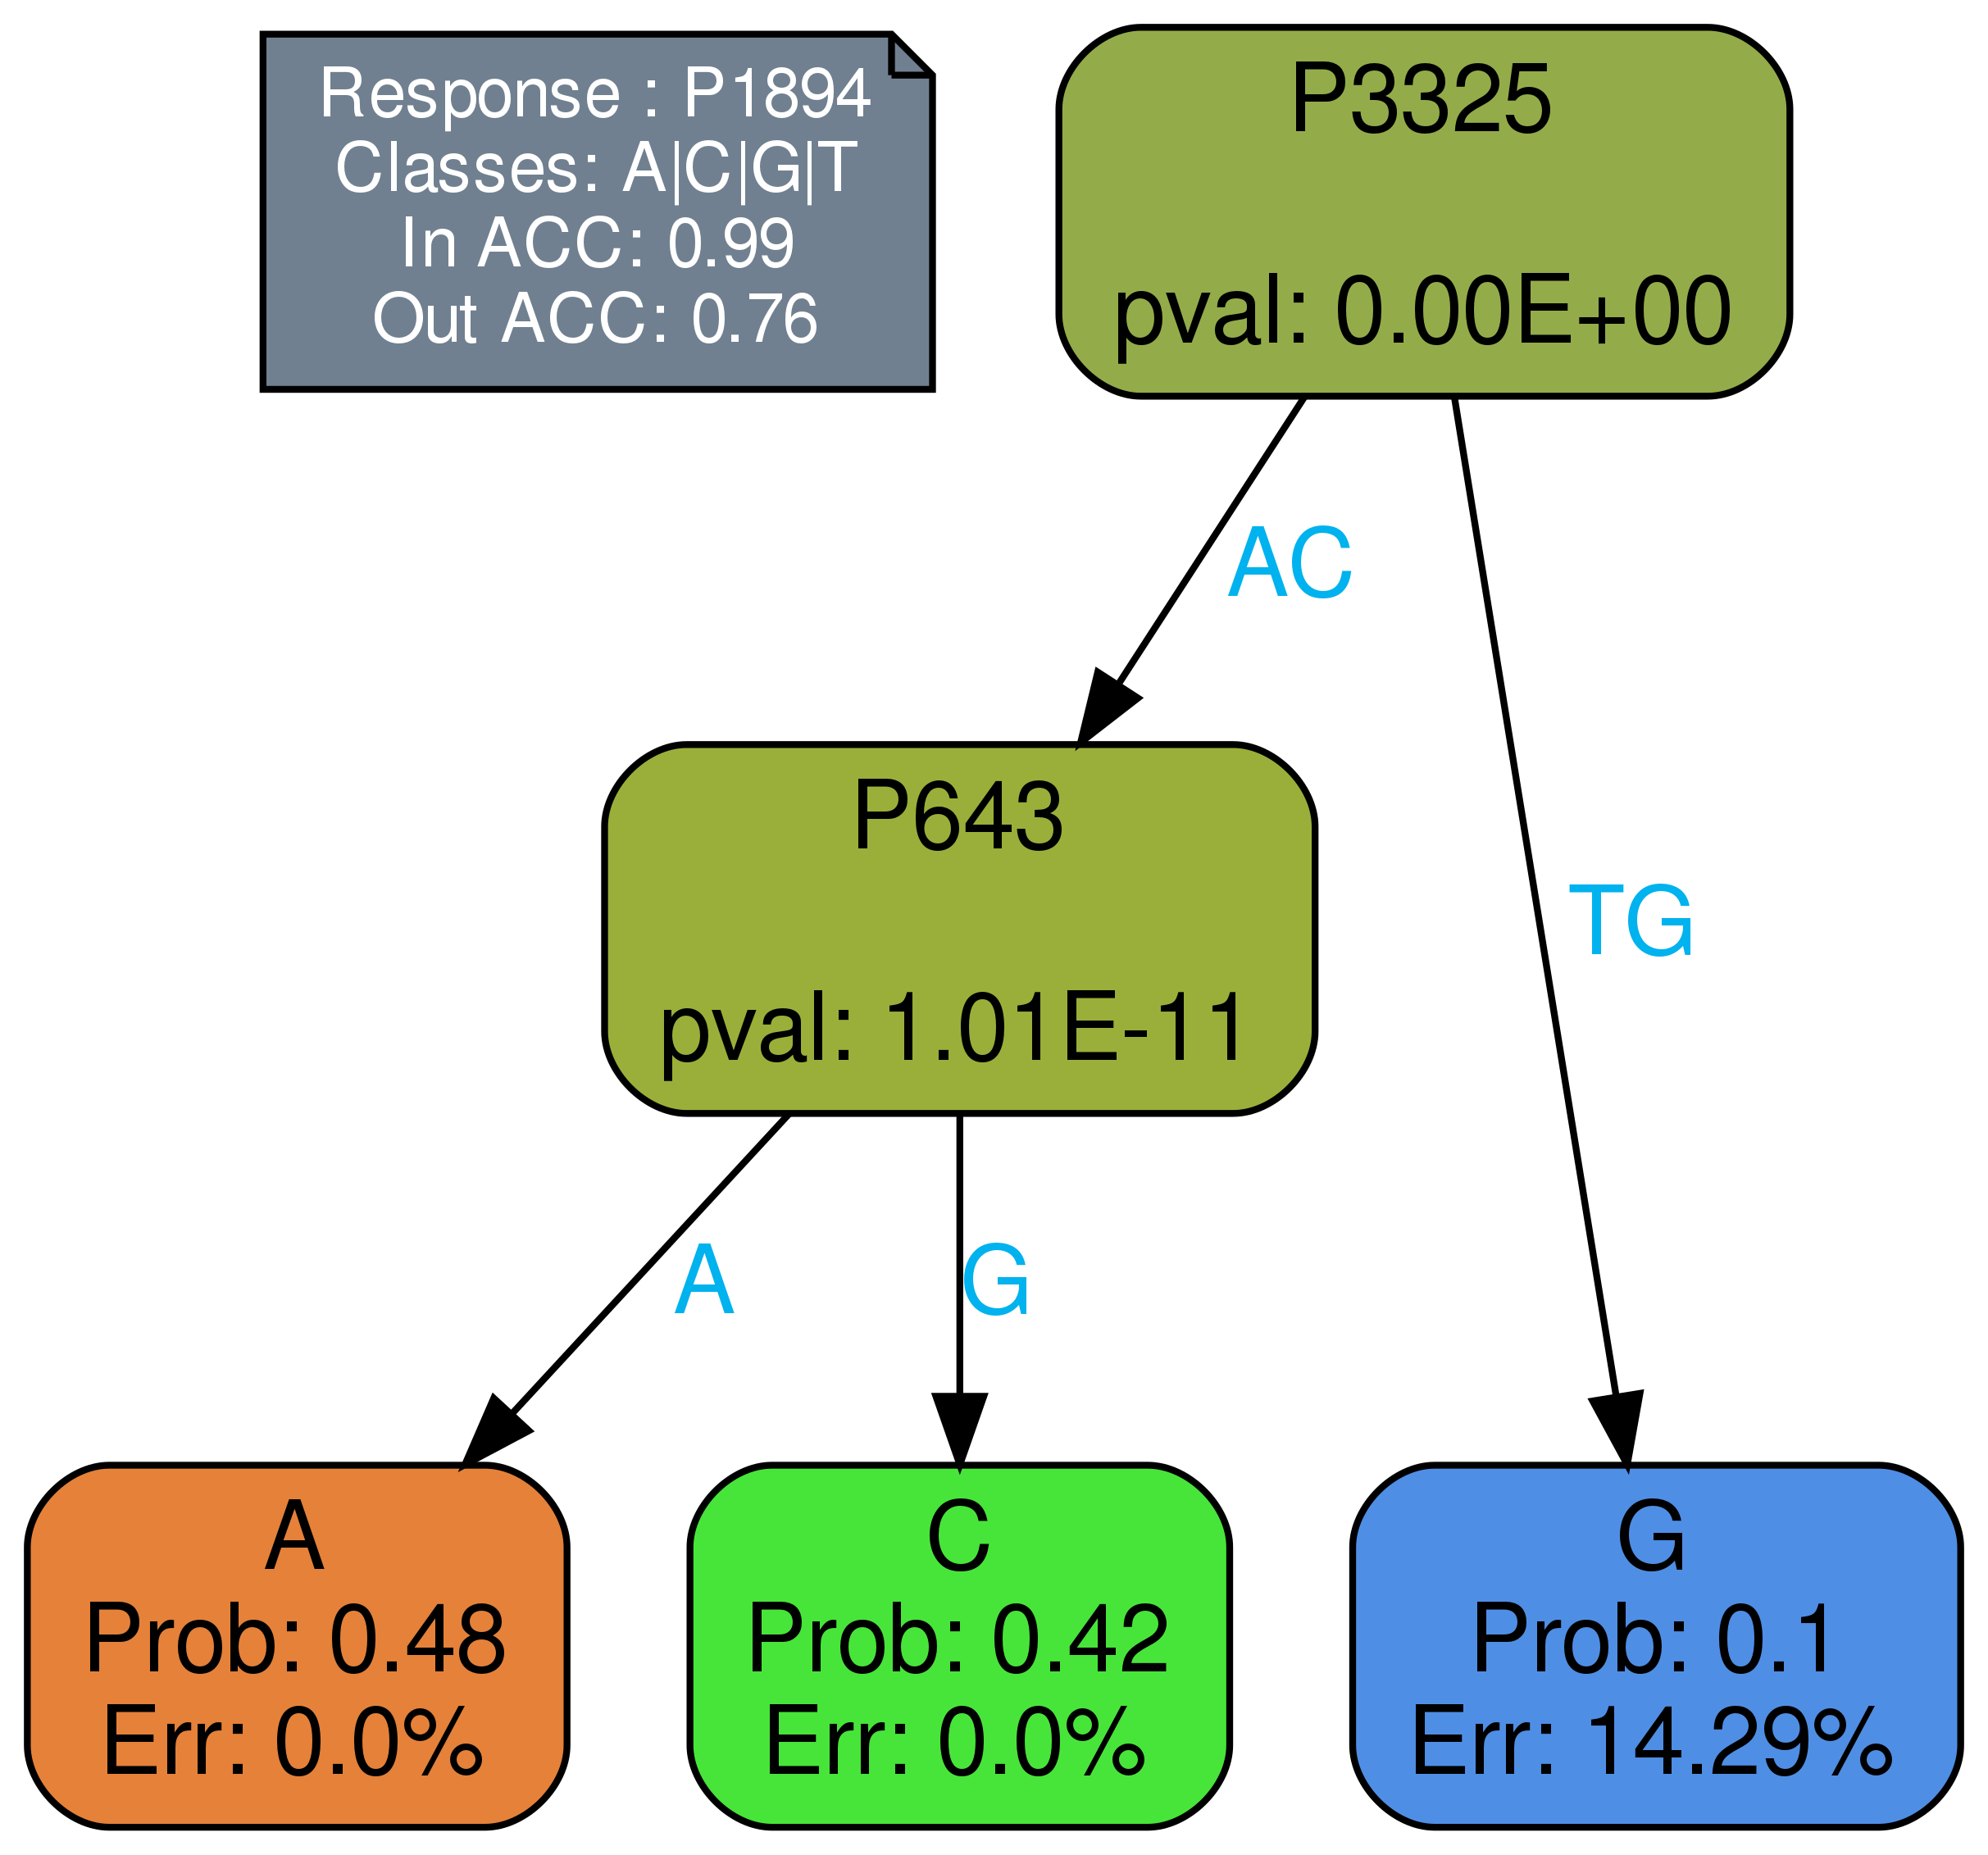 Response : P1894
Classes: A|C|G|T
In ACC: 0.99
Out ACC: 0.76
P3325
pval: 0.00E+00
AC
P643
pval: 1.01E-11
TG
A
G
A
Prob: 0.48
Err: 0.0%
C
Prob: 0.42
Err: 0.0%
G
Prob: 0.1
Err: 14.29%